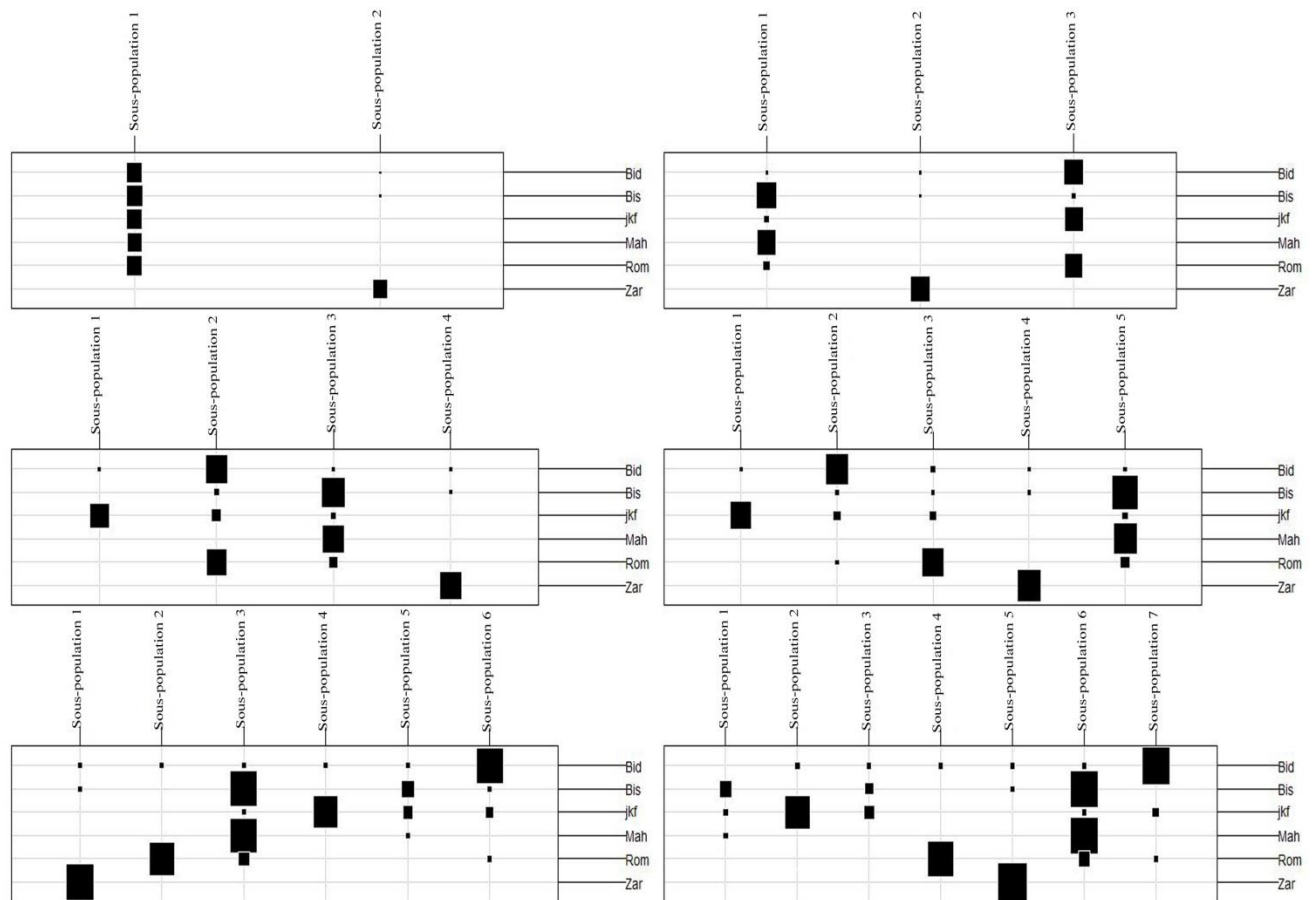 Sous-population 1
Sous-population 2
Bid
Bis
jkf
Mah
Rom
Zar
Sous-population 1
Sous-population 2
Sous-population 3
Bid
Bis
jkf
Mah
Rom
Zar
Sous-population 1
Sous-population 2
Sous-population 3
Sous-population 4
Bid
Bis
jkf
Mah
Rom
Zar
Sous-population 1
Sous-population 2
Sous-population 3
Sous-population 4
Sous-population 5
Bid
Bis
jkf
Mah
Rom
Zar
Sous-population 1
Sous-population 2
Sous-population 3
Sous-population 4
Sous-population 5
Sous-population 6
Bid
Bis
jkf
Mah
Rom
Zar
Sous-population 1
Sous-population 2
Sous-population 3
Sous-population 4
Sous-population 5
Sous-population 6
Sous-population 7
Bid
Bis
jkf
Mah
Rom
Zar